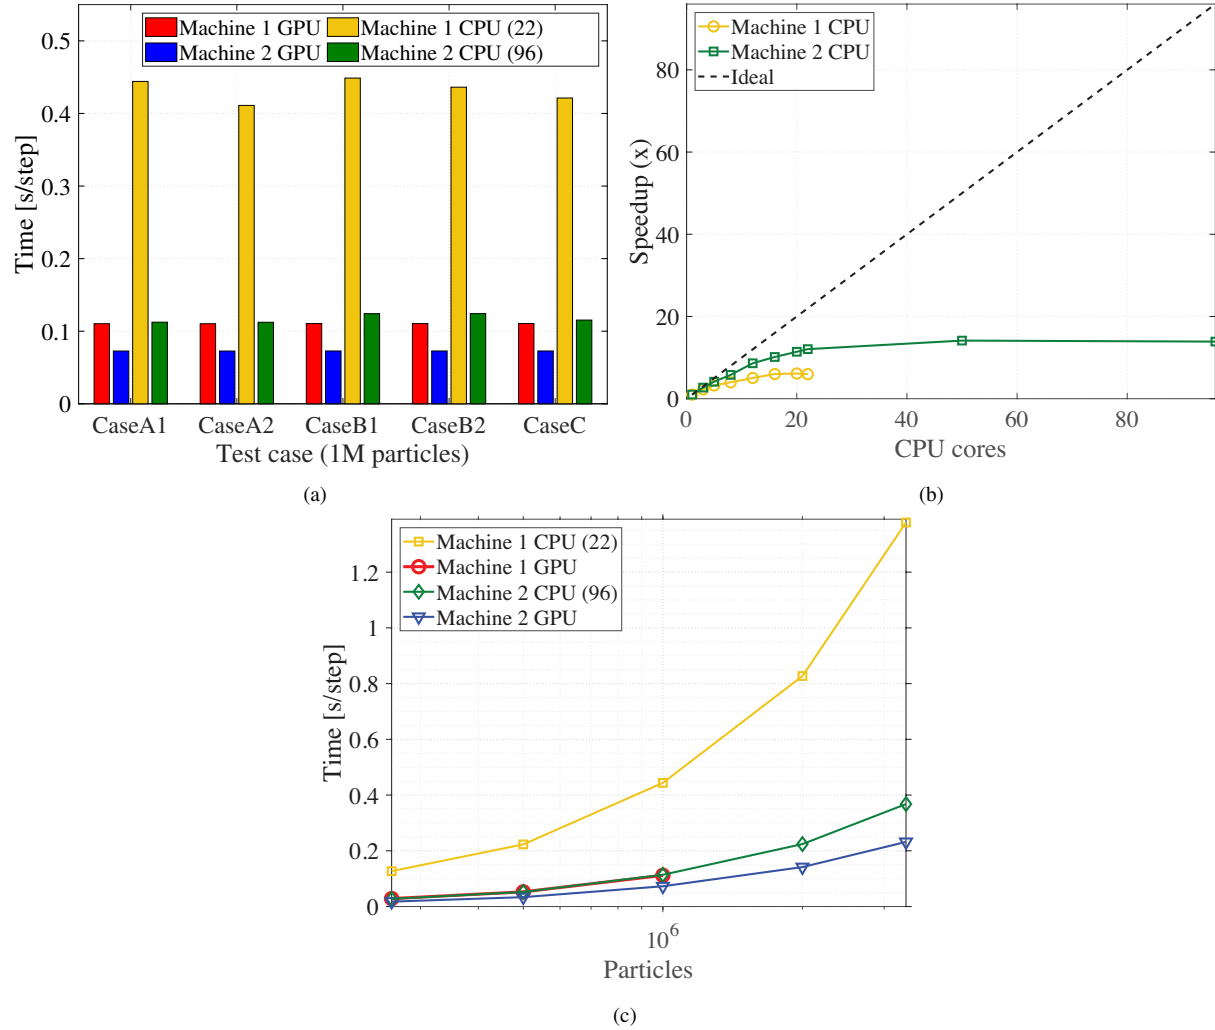 Machine 1 GPU
Machine 1 CPU (22)
Machine 2 GPU
Machine 2 CPU (96)
0.5
0.4
0.3
0.2
0.1
0
Time [s/step]
CaseA1 CaseA2 CaseB1 CaseB2 CaseC
Test case (1M particles)
(a)
Machine 1 CPU
Machine 2 CPU
Ideal
80
60
40
20
0
Speedup (x)
0 20 40 60 80
CPU cores
(b)
Machine 1 CPU (22)
Machine 1 GPU
Machine 2 CPU (96)
Machine 2 GPU
1.2
1
0.8
0.6
0.4
0.2
0
Time [s/step]
10⁶
Particles
(c)